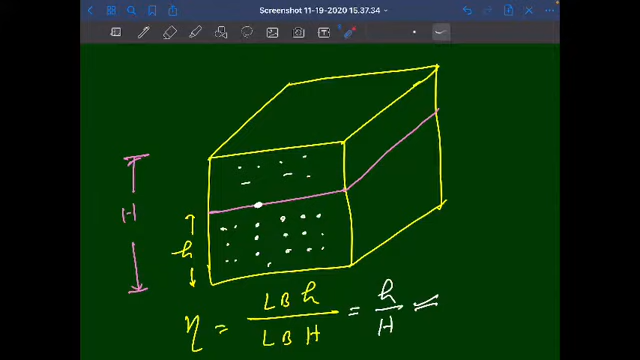 Screenshot 11-19-2020 15.37.34
H
h
η = LBh / LBH = h / H